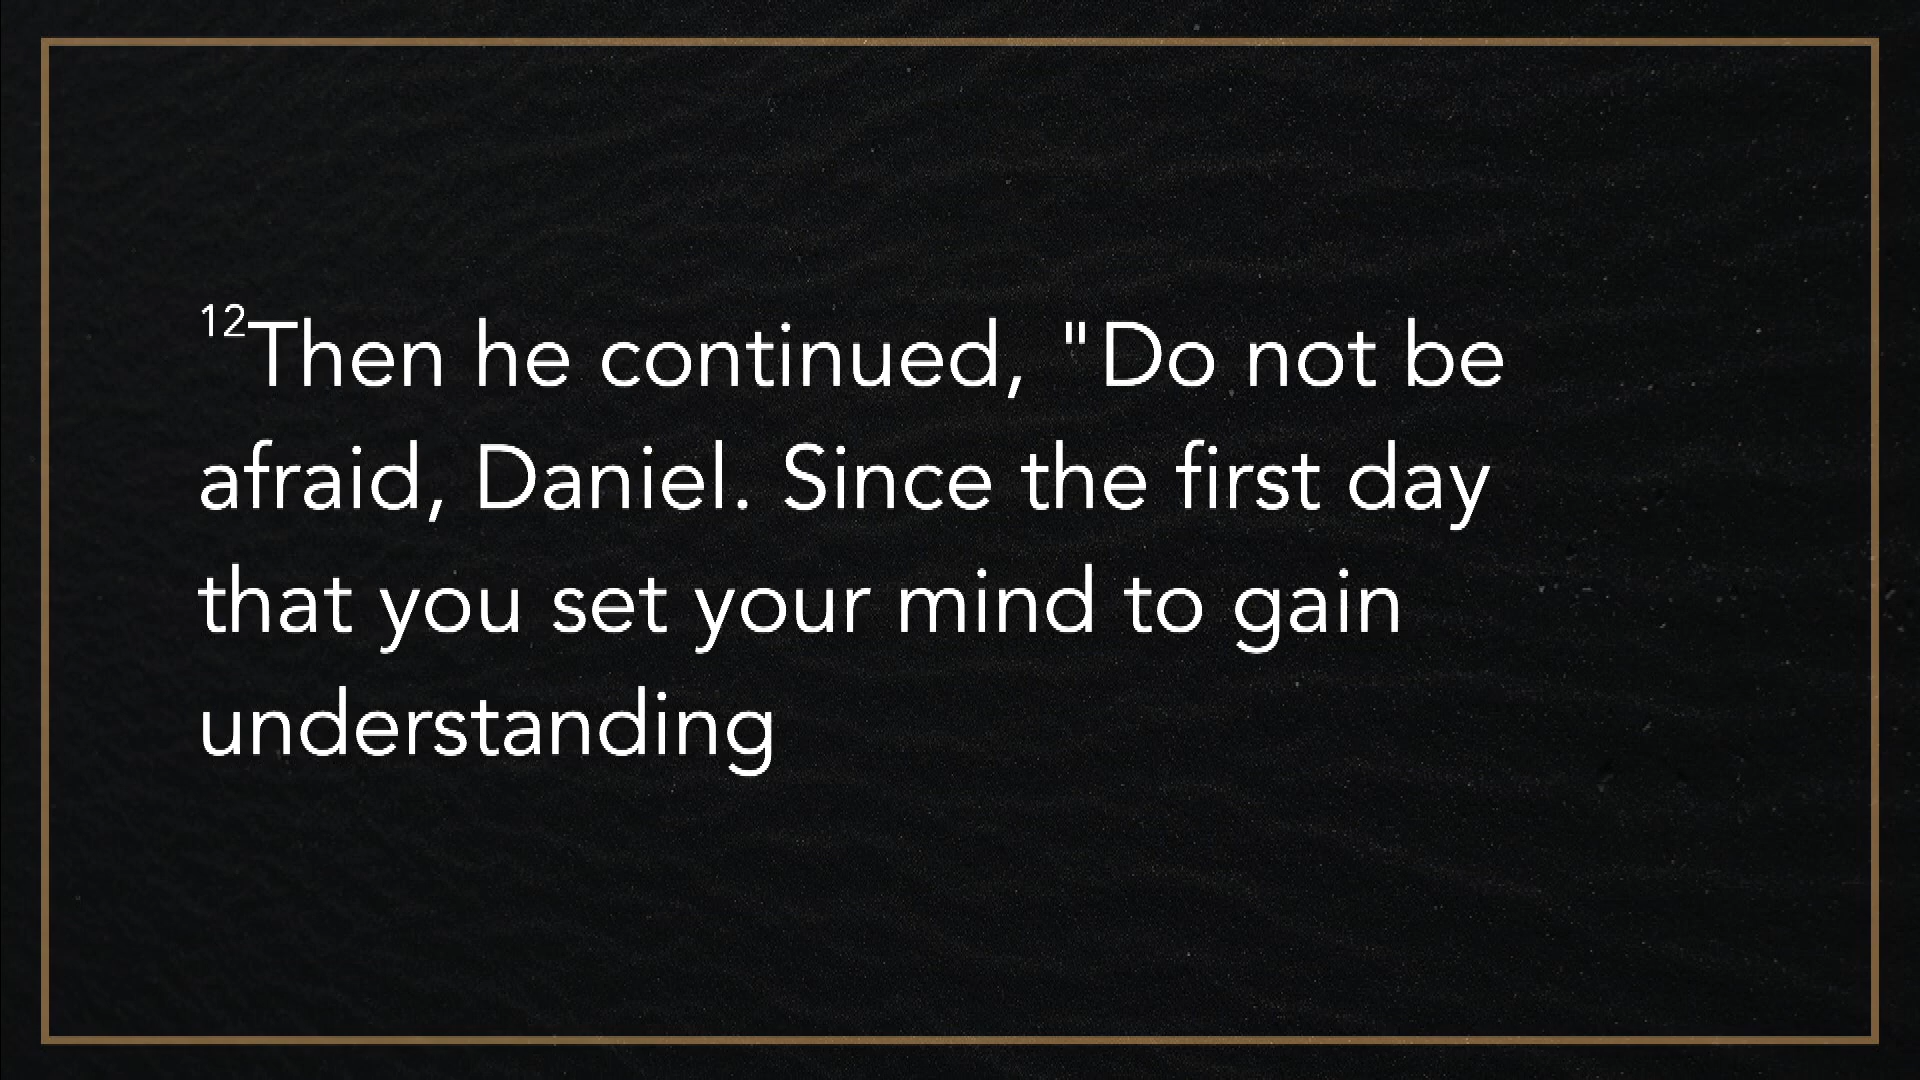 12Then he continued, "Do not be
afraid, Daniel. Since the first day
that you set your mind to gain
understanding